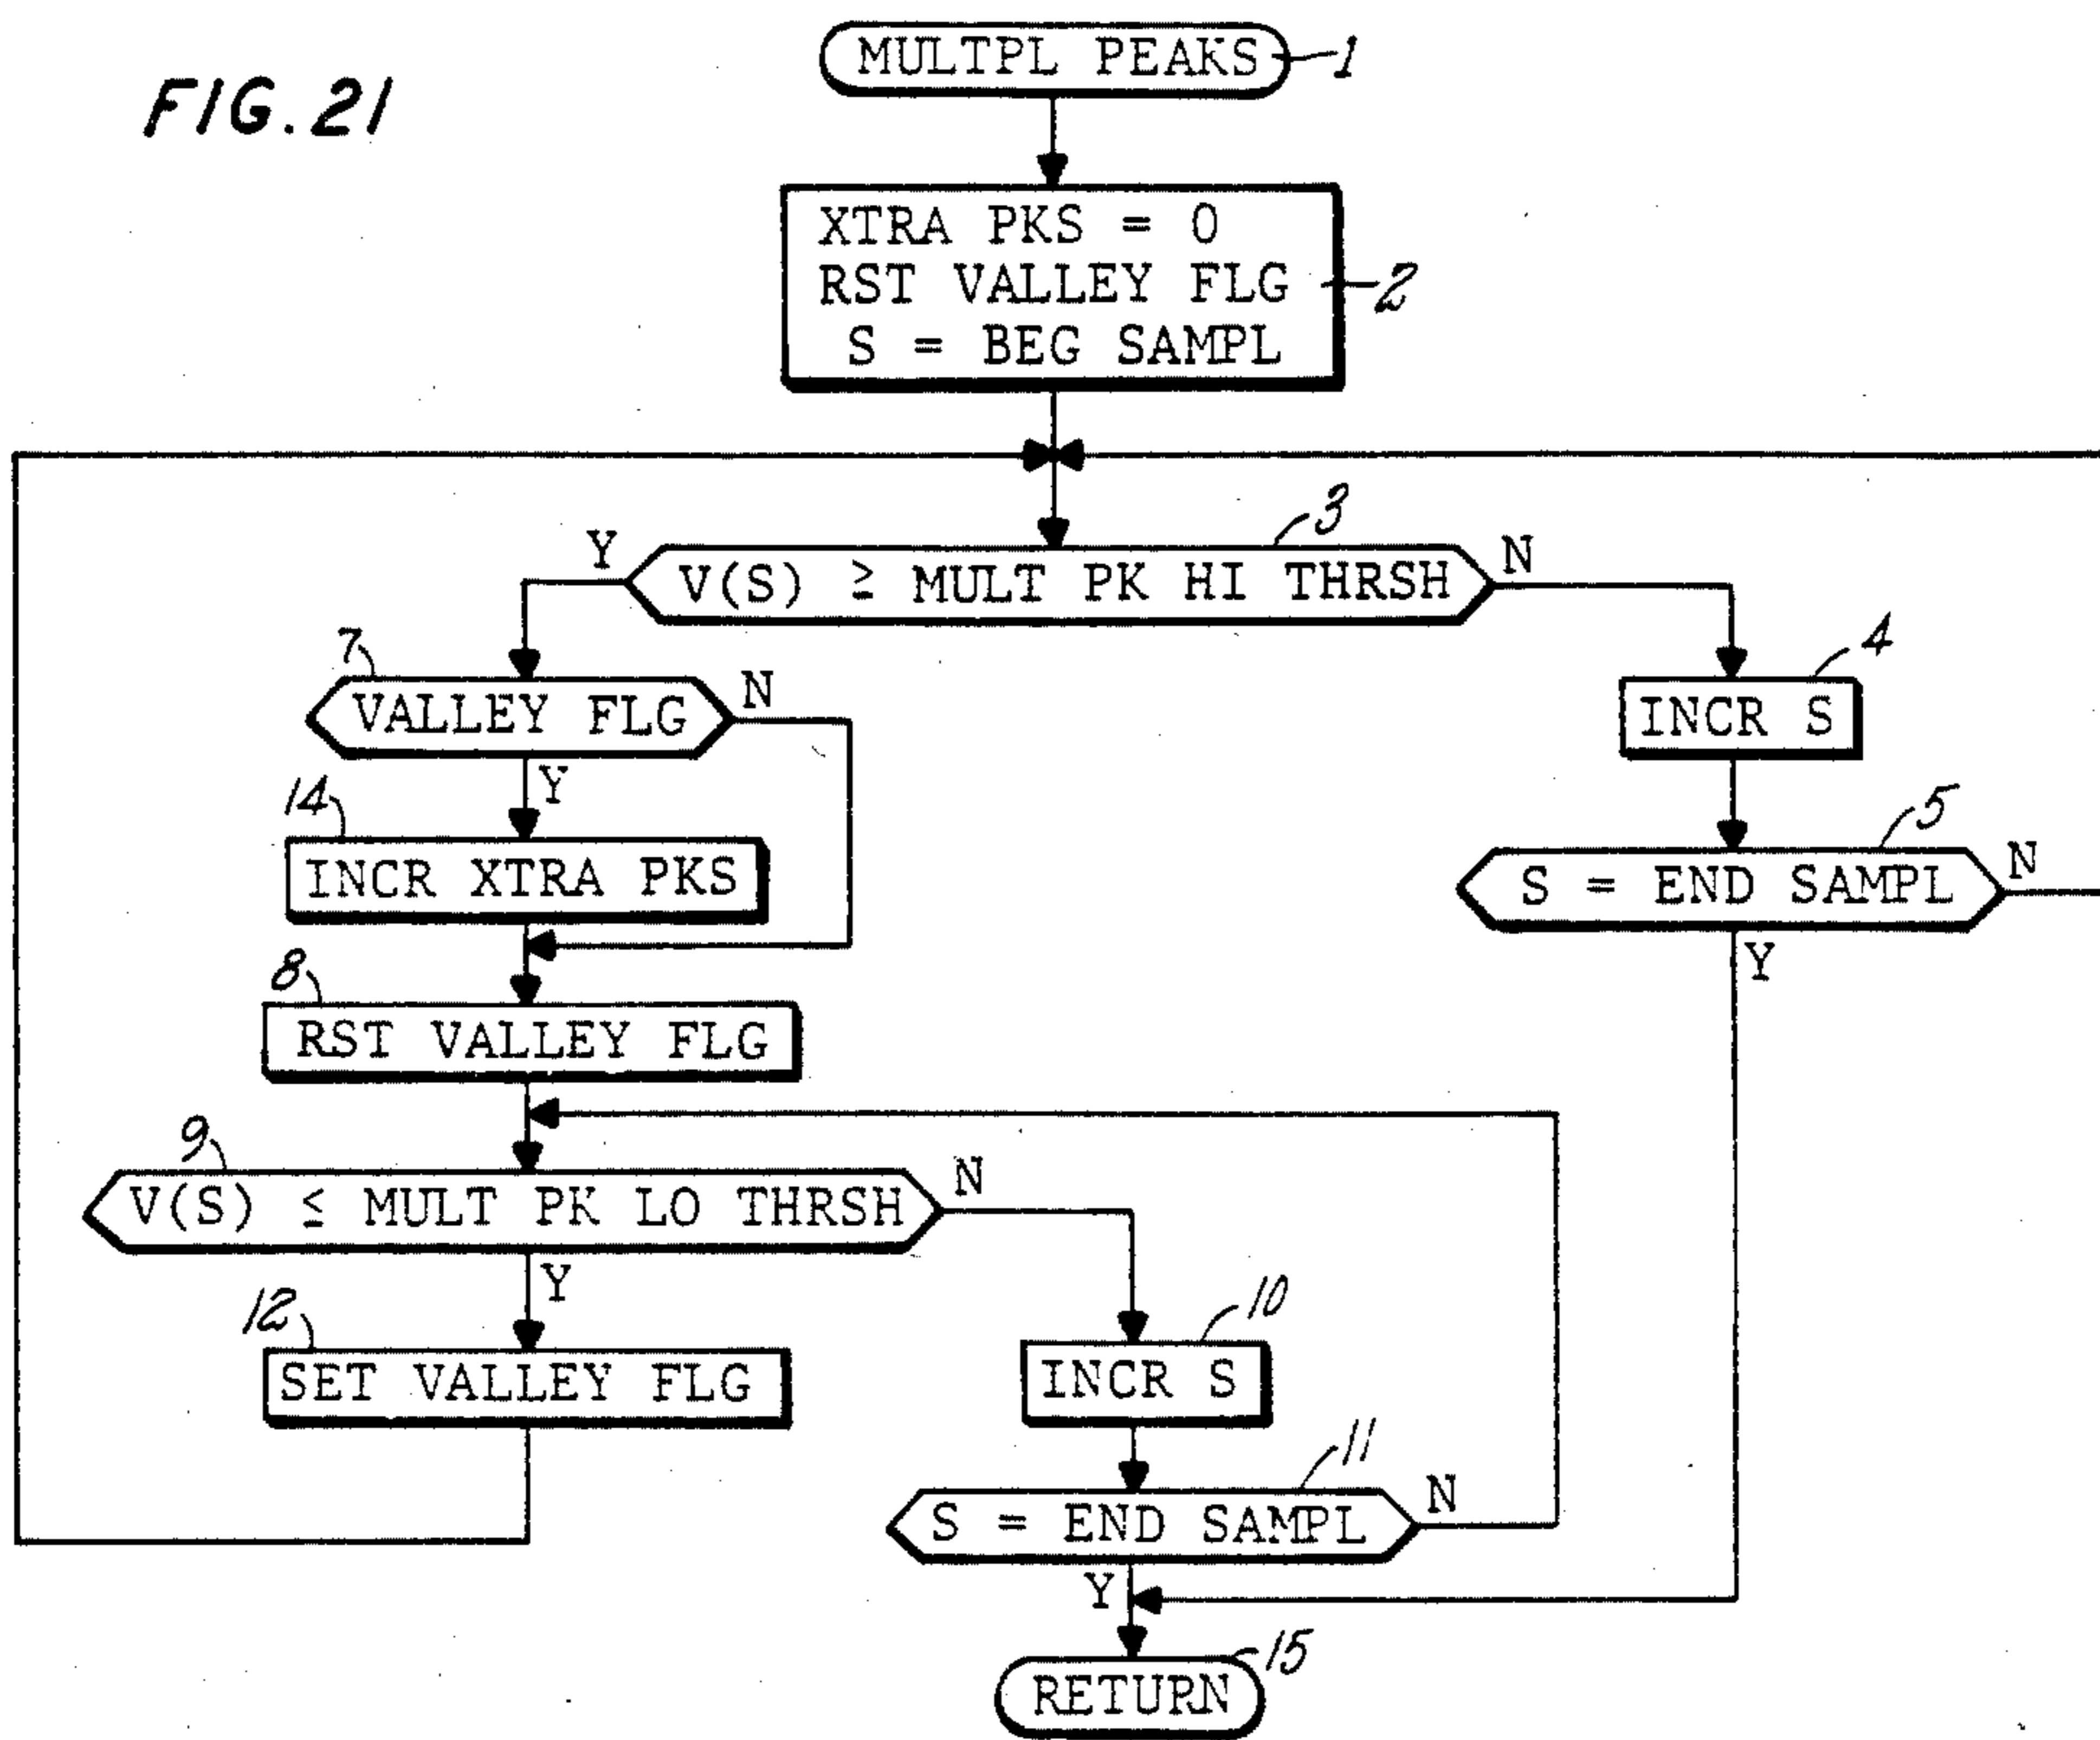 FIG. 21
MULTPL PEAKS 1
XTRA PKS = 0
RST VALLEY FLG 2
S = BEG SAMPL
3
Y V(S) ≥ MULT PK HI THRSH N
7
VALLEY FLG N
Y
4
INCR S
14
INCR XTRA PKS
5
S = END SAMPL N
Y
8
RST VALLEY FLG
9
V(S) ≤ MULT PK LO THRSH N
Y
12
SET VALLEY FLG
10
INCR S
11
S = END SAMPL N
Y
RETURN 15